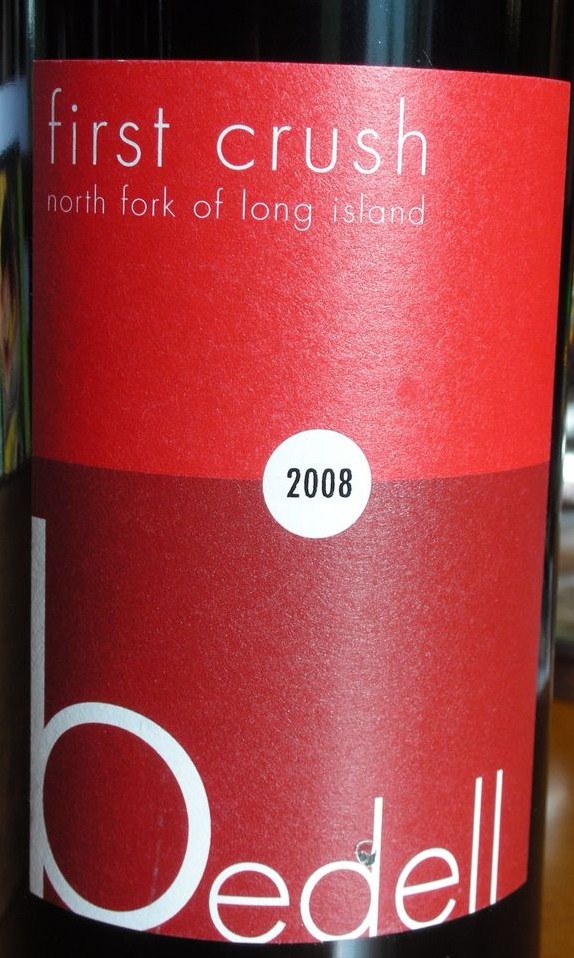 first crush
north fork of long island
2008
bedell